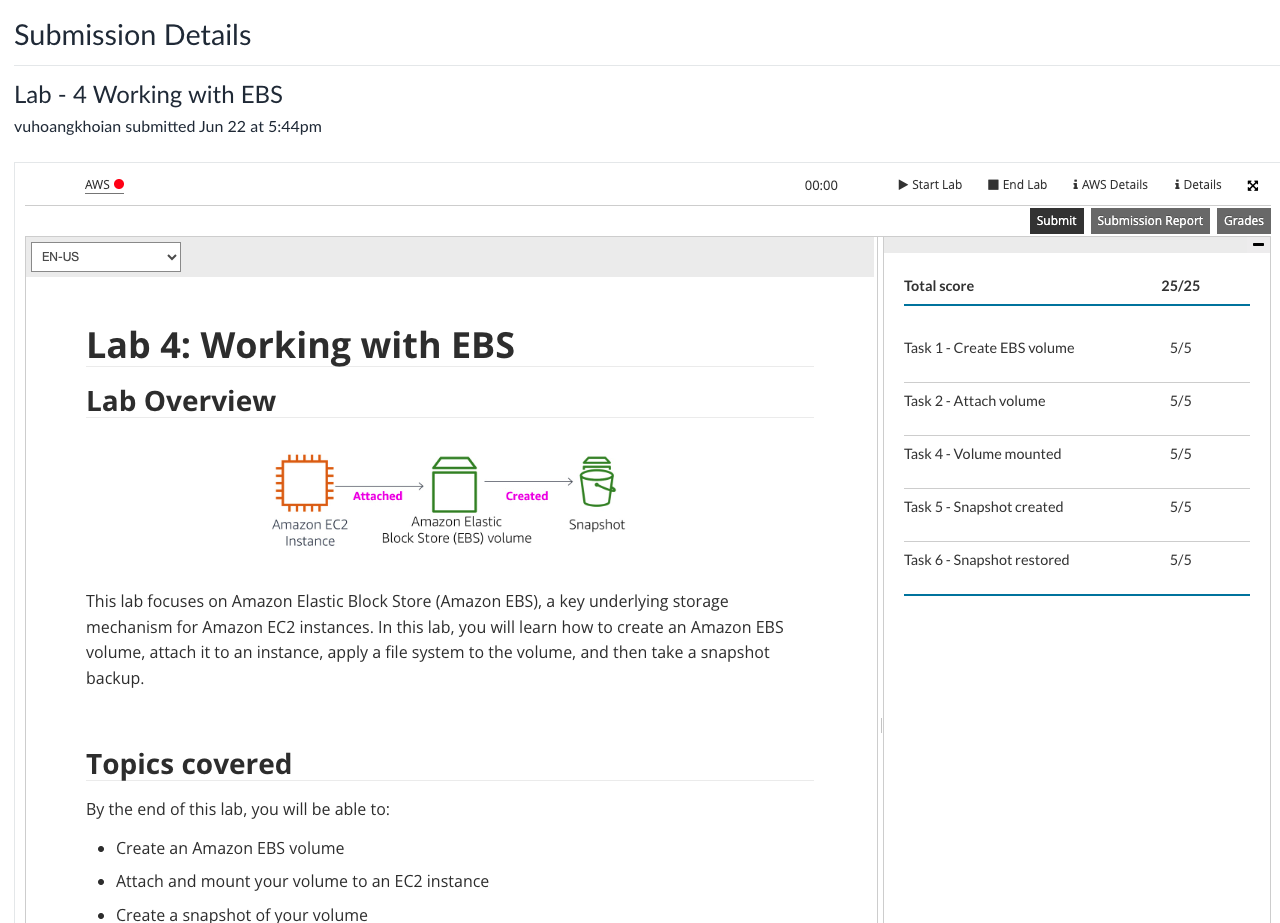 Submission Details
Lab - 4 Working with EBS
vuhoangkhoian submitted Jun 22 at 5:44pm
AWS
00:00
Start Lab
End Lab
AWS Details
Details
Submit
Submission Report
Grades
EN-US
Lab 4: Working with EBS
Lab Overview
Attached
Created
Amazon EC2
Instance
Amazon Elastic
Block Store (EBS) volume
Snapshot
This lab focuses on Amazon Elastic Block Store (Amazon EBS), a key underlying storage
mechanism for Amazon EC2 instances. In this lab, you will learn how to create an Amazon EBS
volume, attach it to an instance, apply a file system to the volume, and then take a snapshot
backup.
Topics covered
By the end of this lab, you will be able to:
Create an Amazon EBS volume
Attach and mount your volume to an EC2 instance
Create a snapshot of your volume
Total score 25/25
Task 1 - Create EBS volume 5/5
Task 2 - Attach volume 5/5
Task 4 - Volume mounted 5/5
Task 5 - Snapshot created 5/5
Task 6 - Snapshot restored 5/5